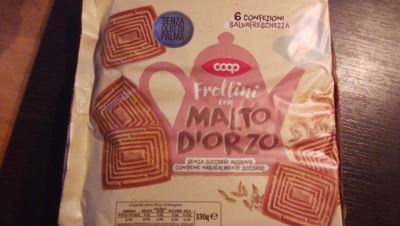 SENZA
OLIO DI
PALMA
6 CONFEZIONI
SALVAFRESCHEZZA
coop
Frollini
con
MALTO
D'ORZO
SENZA ZUCCHERI AGGIUNTI
CONTIENE NATURALMENTE ZUCCHERI
330g e